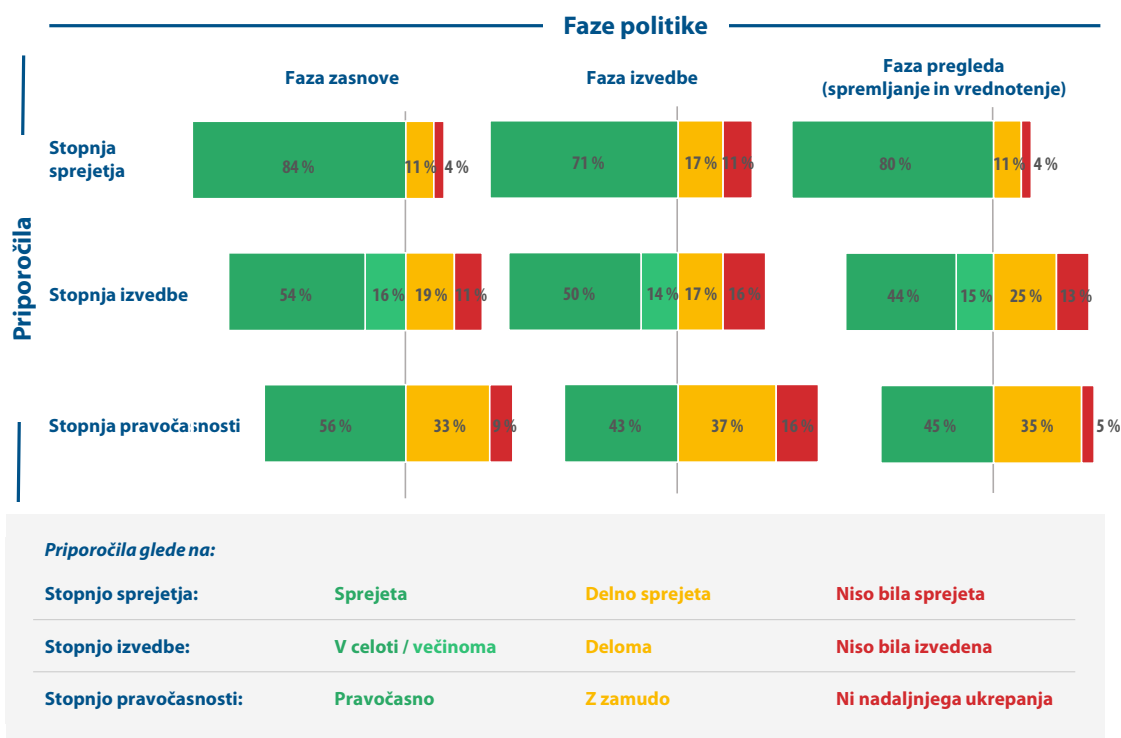 Faze politike
Faza zasnove
Faza izvedbe
Faza pregleda
(spremljanje in vrednotenje)
Priporočila
Stopnja
sprejetja
84 % 11 % 4 % 71 % 17 % 11 % 80 % 11 % 4 %
Stopnja izvedbe 54 % 16 % 19 % 11 % 50 % 14 % 17 % 16 % 44 % 15 % 25 % 13 %
Stopnja pravočasnosti 56 % 33 % 9 % 43 % 37 % 16 % 45 % 35 % 5 %
Priporočila glede na:
Stopnjo sprejetja: Sprejeta Delno sprejeta Niso bila sprejeta
Stopnjo izvedbe: V celoti / večinoma Deloma Niso bila izvedena
Stopnjo pravočasnosti: Pravočasno Z zamudo Ni nadaljnjega ukrepanja